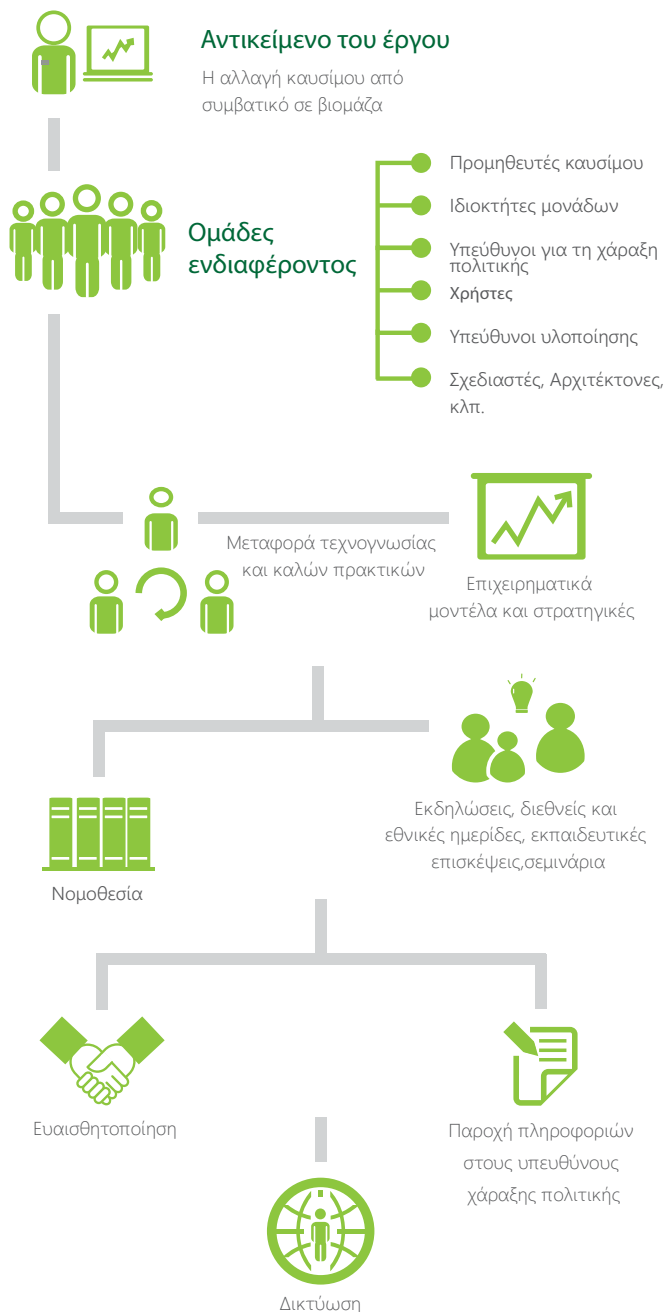 Αντικείμενο του έργου
Η αλλαγή καυσίμου από
συμβατικό σε βιομάζα
Ομάδες
ενδιαφέροντος
Προμηθευτές καυσίμου
Ιδιοκτήτες μονάδων
Υπεύθυνοι για τη χάραξη
πολιτικής
Χρήστες
Υπεύθυνοι υλοποίησης
Σχεδιαστές, Αρχιτέκτονες,
κλπ.
Μεταφορά τεχνογνωσίας
και καλών πρακτικών
Επιχειρηματικά
μοντέλα και στρατηγικές
Εκδηλώσεις, διεθνείς και
εθνικές ημερίδες, εκπαιδευτικές
επισκέψεις,σεμινάρια
Νομοθεσία
Ευαισθητοποίηση
Παροχή πληροφοριών
στους υπευθύνους
χάραξης πολιτικής
Δικτύωση